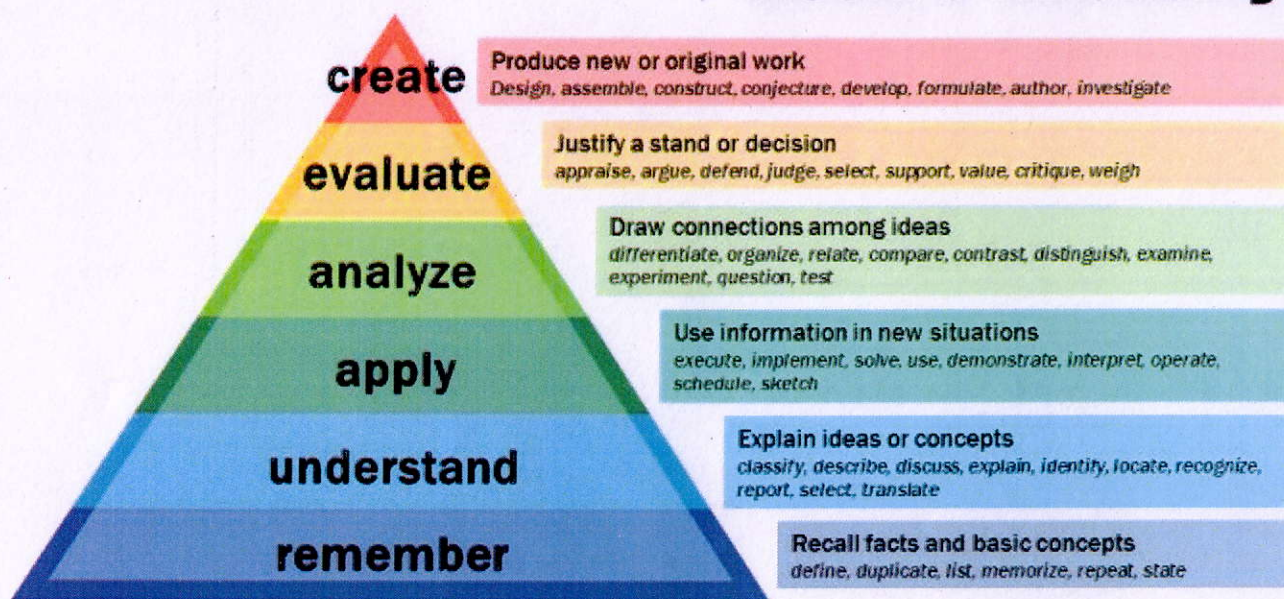 create
Produce new or original work
Design, assemble, construct, conjecture, develop, formulate, author, investigate
evaluate
Justify a stand or decision
appraise, argue, defend, judge, select, support, value, critique, weigh
analyze
Draw connections among ideas
differentiate, organize, relate, compare, contrast, distinguish, examine,
experiment, question, test
apply
Use information in new situations
execute, implement, solve, use, demonstrate, interpret, operate,
schedule, sketch
understand
Explain ideas or concepts
classify, describe, discuss, explain, identify, locate, recognize,
report, select, translate
remember
Recall facts and basic concepts
define, duplicate, list, memorize, repeat, state